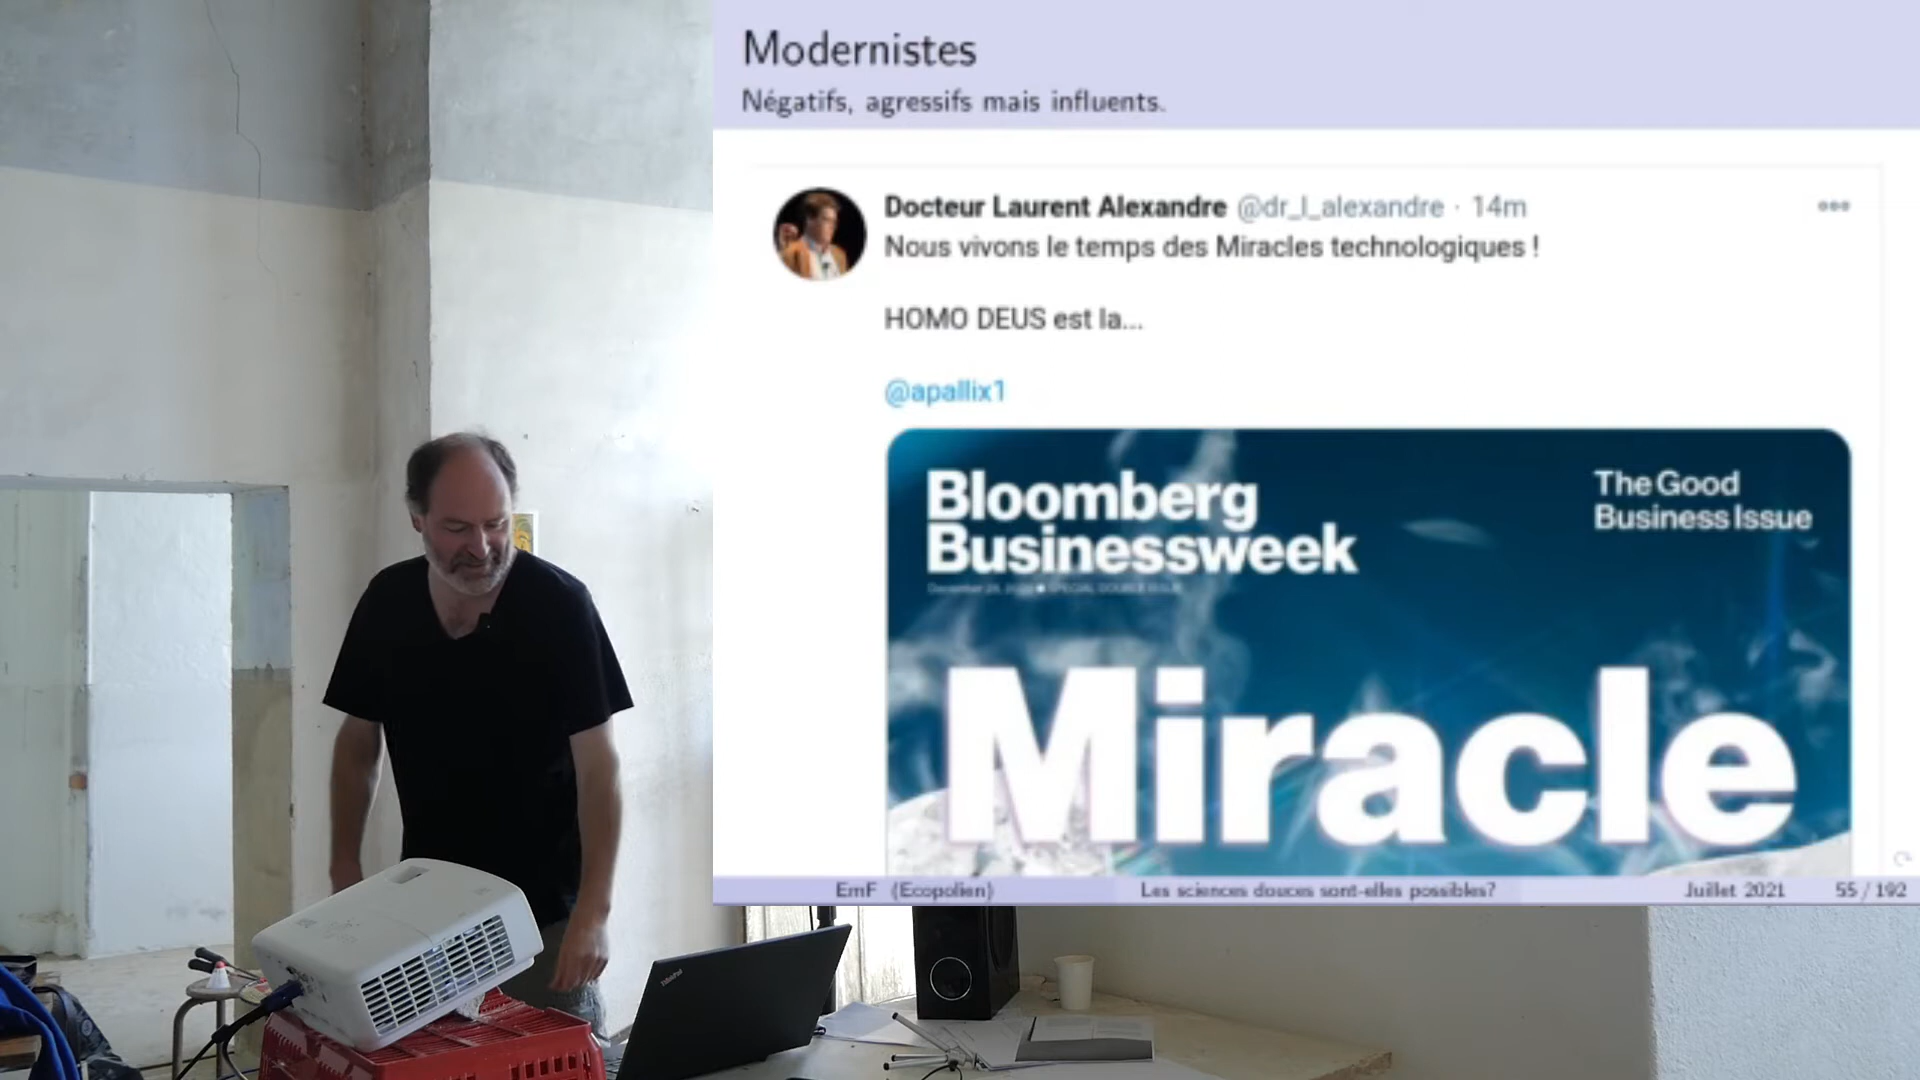 Modernistes
Négatifs, agressifs mais influents.
Docteur Laurent Alexandre @dr_l_alexandre · 14m
Nous vivons le temps des Miracles technologiques !
HOMO DEUS est la...
@apallix1
Bloomberg
Businessweek
The Good
Business Issue
Miracle
EmF (Ecopolien)
Les sciences douces sont-elles possibles?
Juillet 2021
55 / 192
ThinkPad